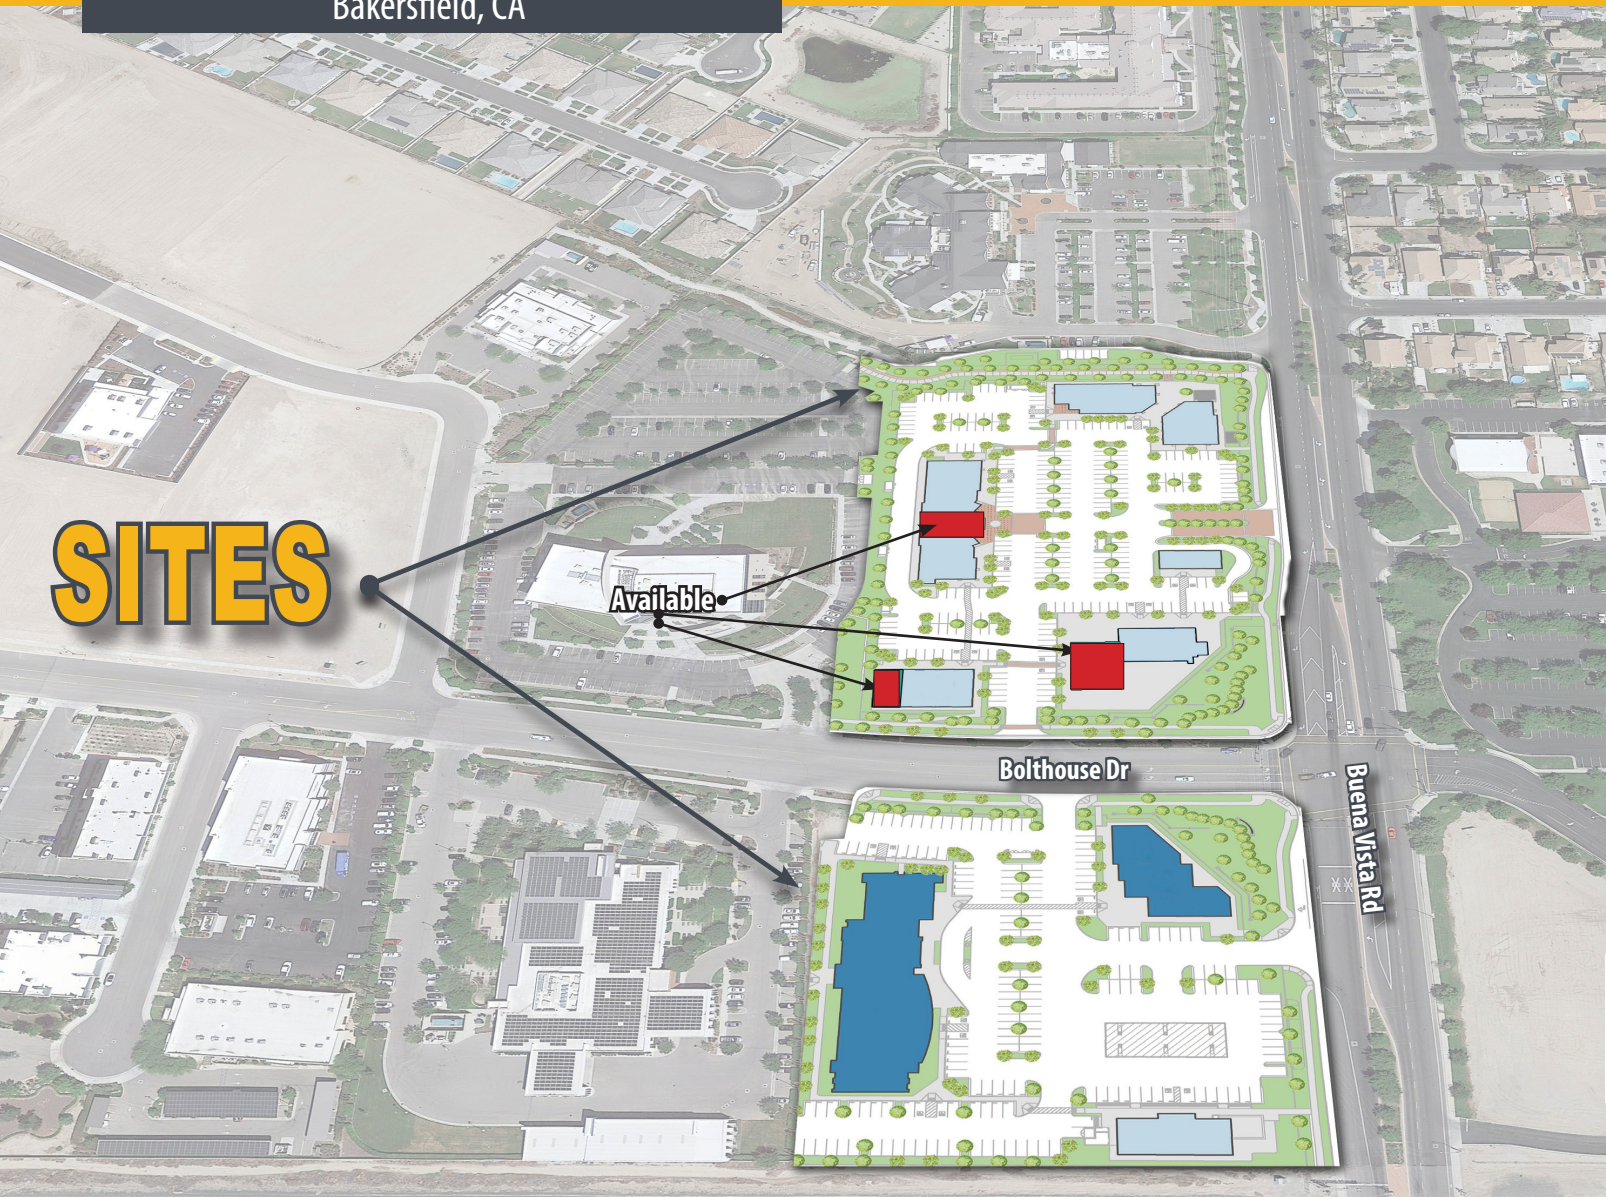 Bakersfield, CA
SITES
Available
Bolthouse Dr
Buena Vista Rd